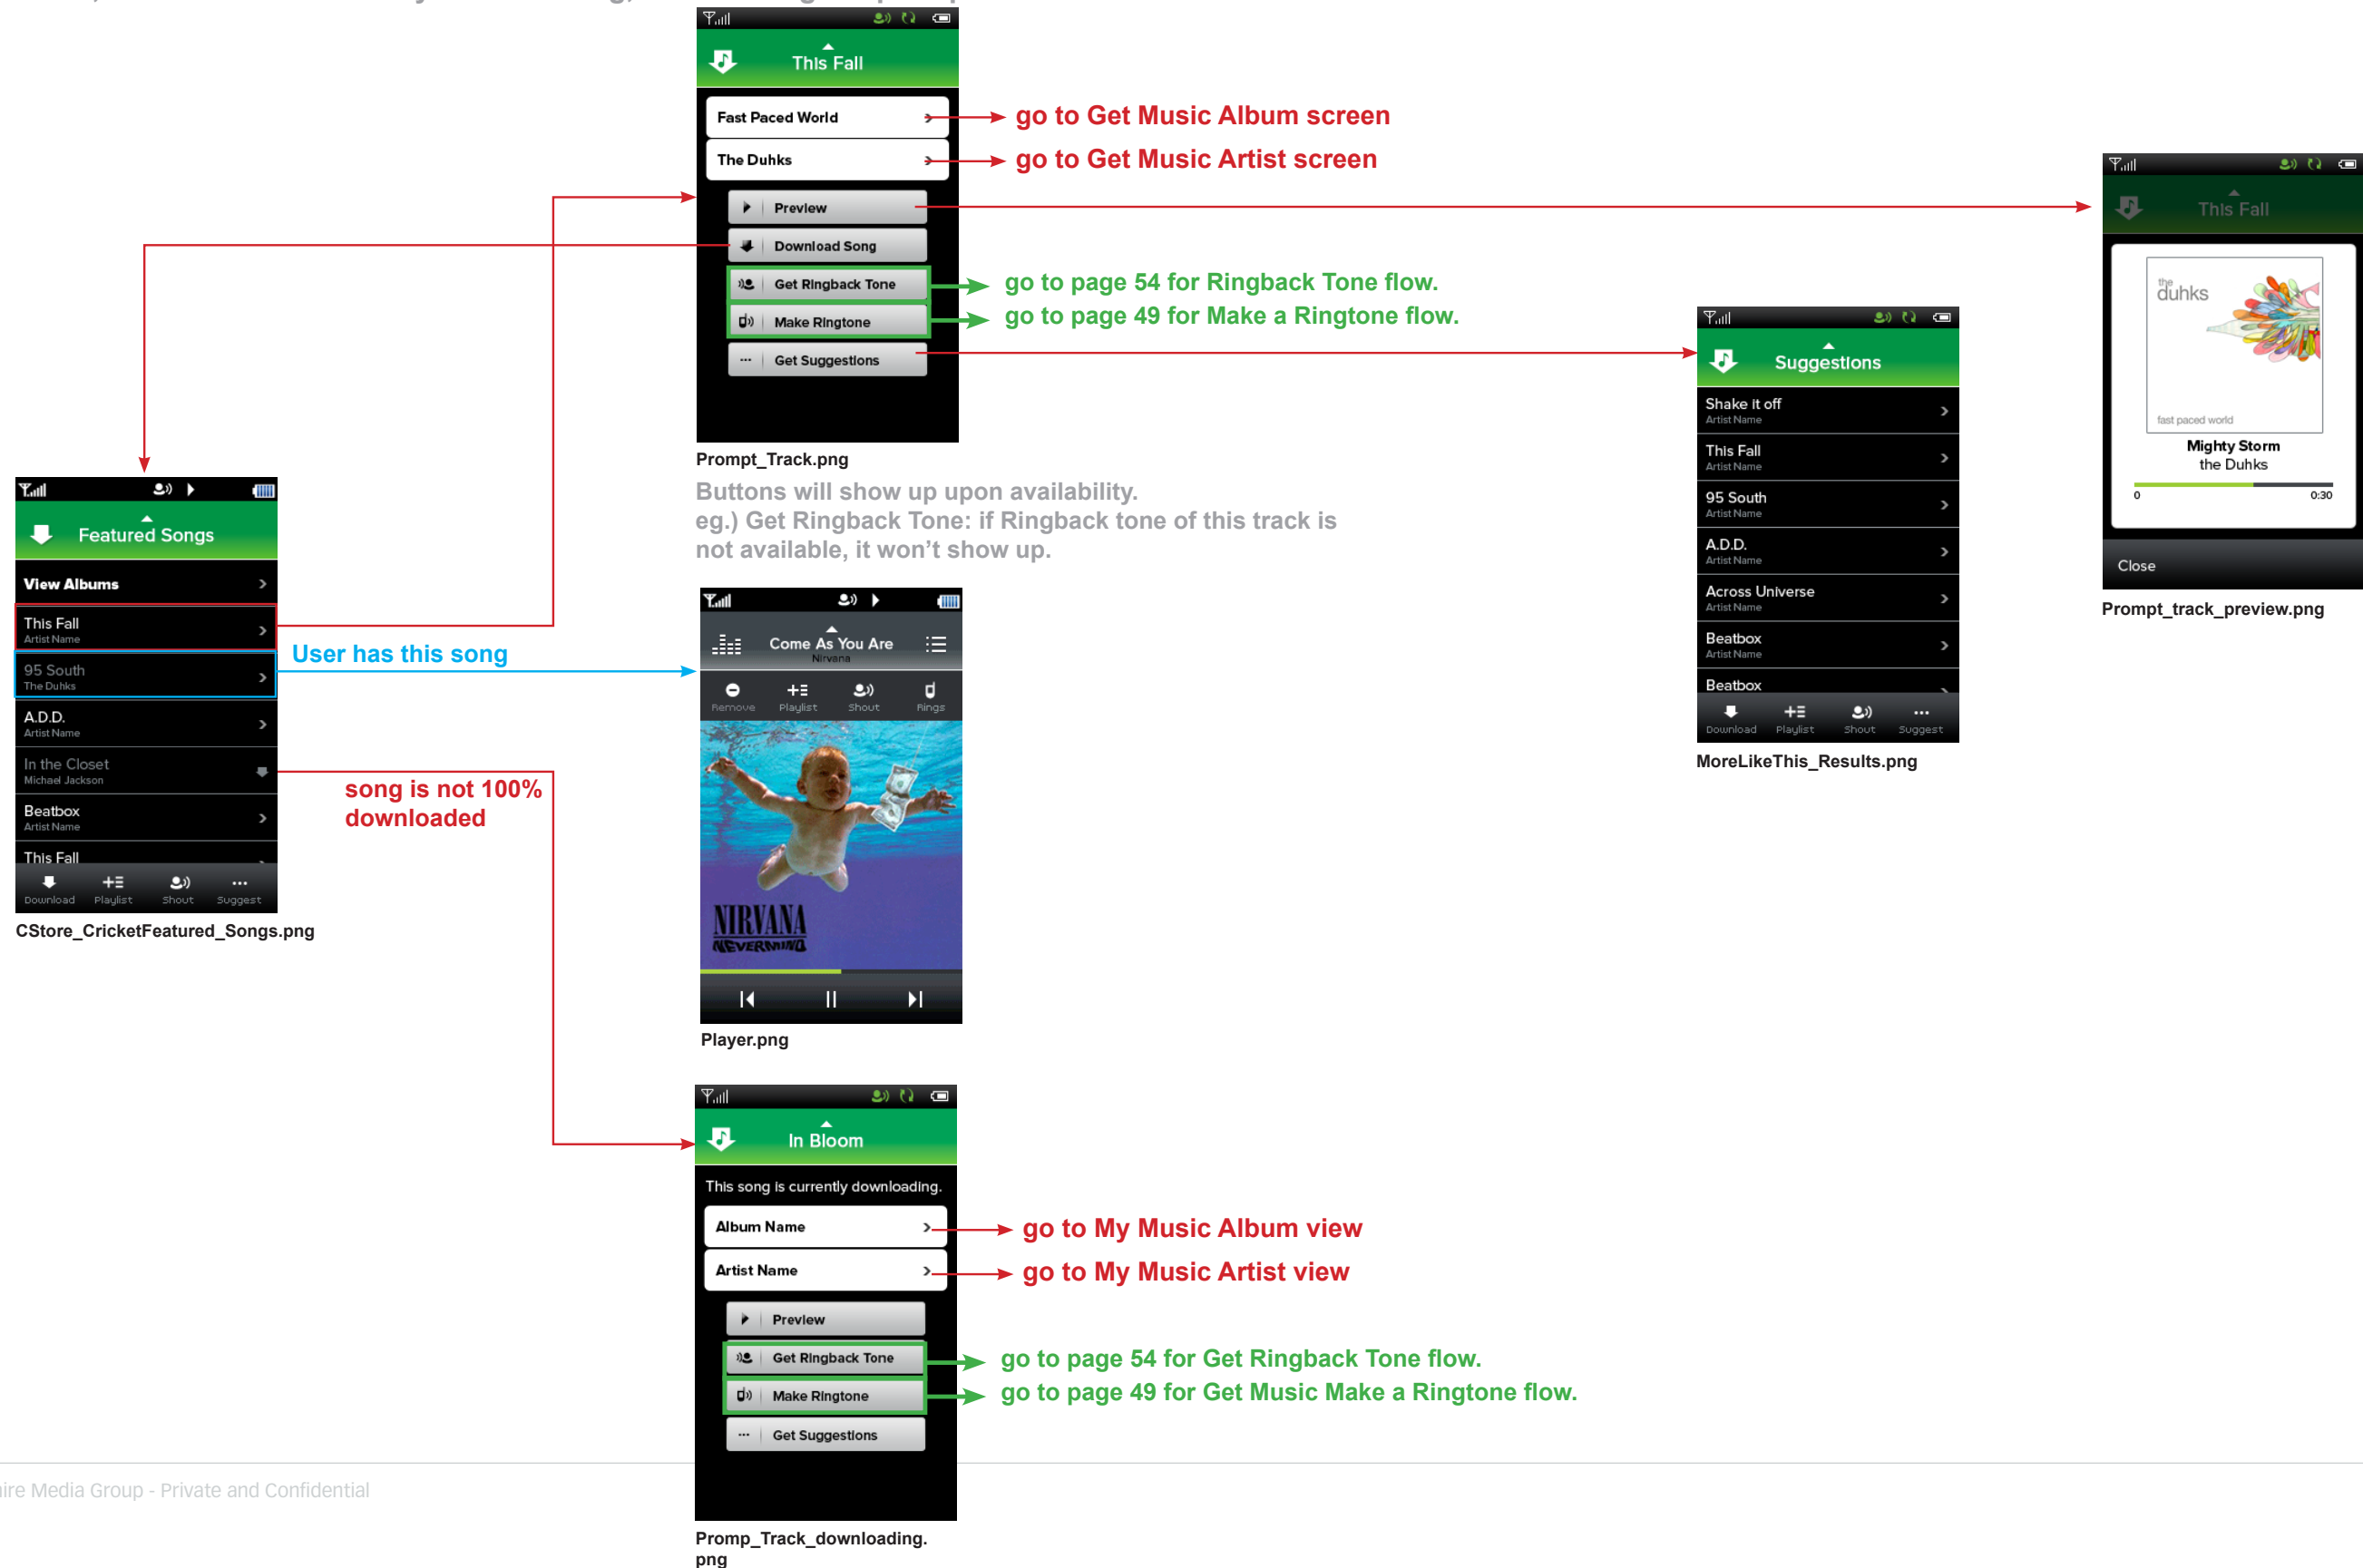 This Fall
Fast Paced World
The Duhks
Preview
Download Song
Get Ringback Tone
Make Ringtone
Get Suggestions
go to Get Music Album screen
go to Get Music Artist screen
go to page 54 for Ringback Tone flow.
go to page 49 for Make a Ringtone flow.
Prompt_Track.png
Buttons will show up upon availability.
eg.) Get Ringback Tone: if Ringback tone of this track is
not available, it won't show up.
This Fall
the
duhks
fast paced world
Mighty Storm
the Duhks
0 0:30
Close
Prompt_track_preview.png
Suggestions
Shake it off
Artist Name
This Fall
Artist Name
95 South
Artist Name
A.D.D.
Artist Name
Across Universe
Artist Name
Beatbox
Artist Name
Beatbox
Download Playlist Shout Suggest
MoreLikeThis_Results.png
Featured Songs
View Albums
This Fall
Artist Name
95 South
The Duhks
A.D.D.
Artist Name
In the Closet
Michael Jackson
Beatbox
Artist Name
This Fall
Download Playlist Shout Suggest
CStore_CricketFeatured_Songs.png
User has this song
song is not 100%
downloaded
Come As You Are
Nirvana
Remove Playlist Shout Rings
NIRVANA
NEVERMIND
Player.png
In Bloom
This song is currently downloading.
Album Name
Artist Name
Preview
Get Ringback Tone
Make Ringtone
Get Suggestions
go to My Music Album view
go to My Music Artist view
go to page 54 for Get Ringback Tone flow.
go to page 49 for Get Music Make a Ringtone flow.
Promp_Track_downloading.
png
Media Group - Private and Confidential